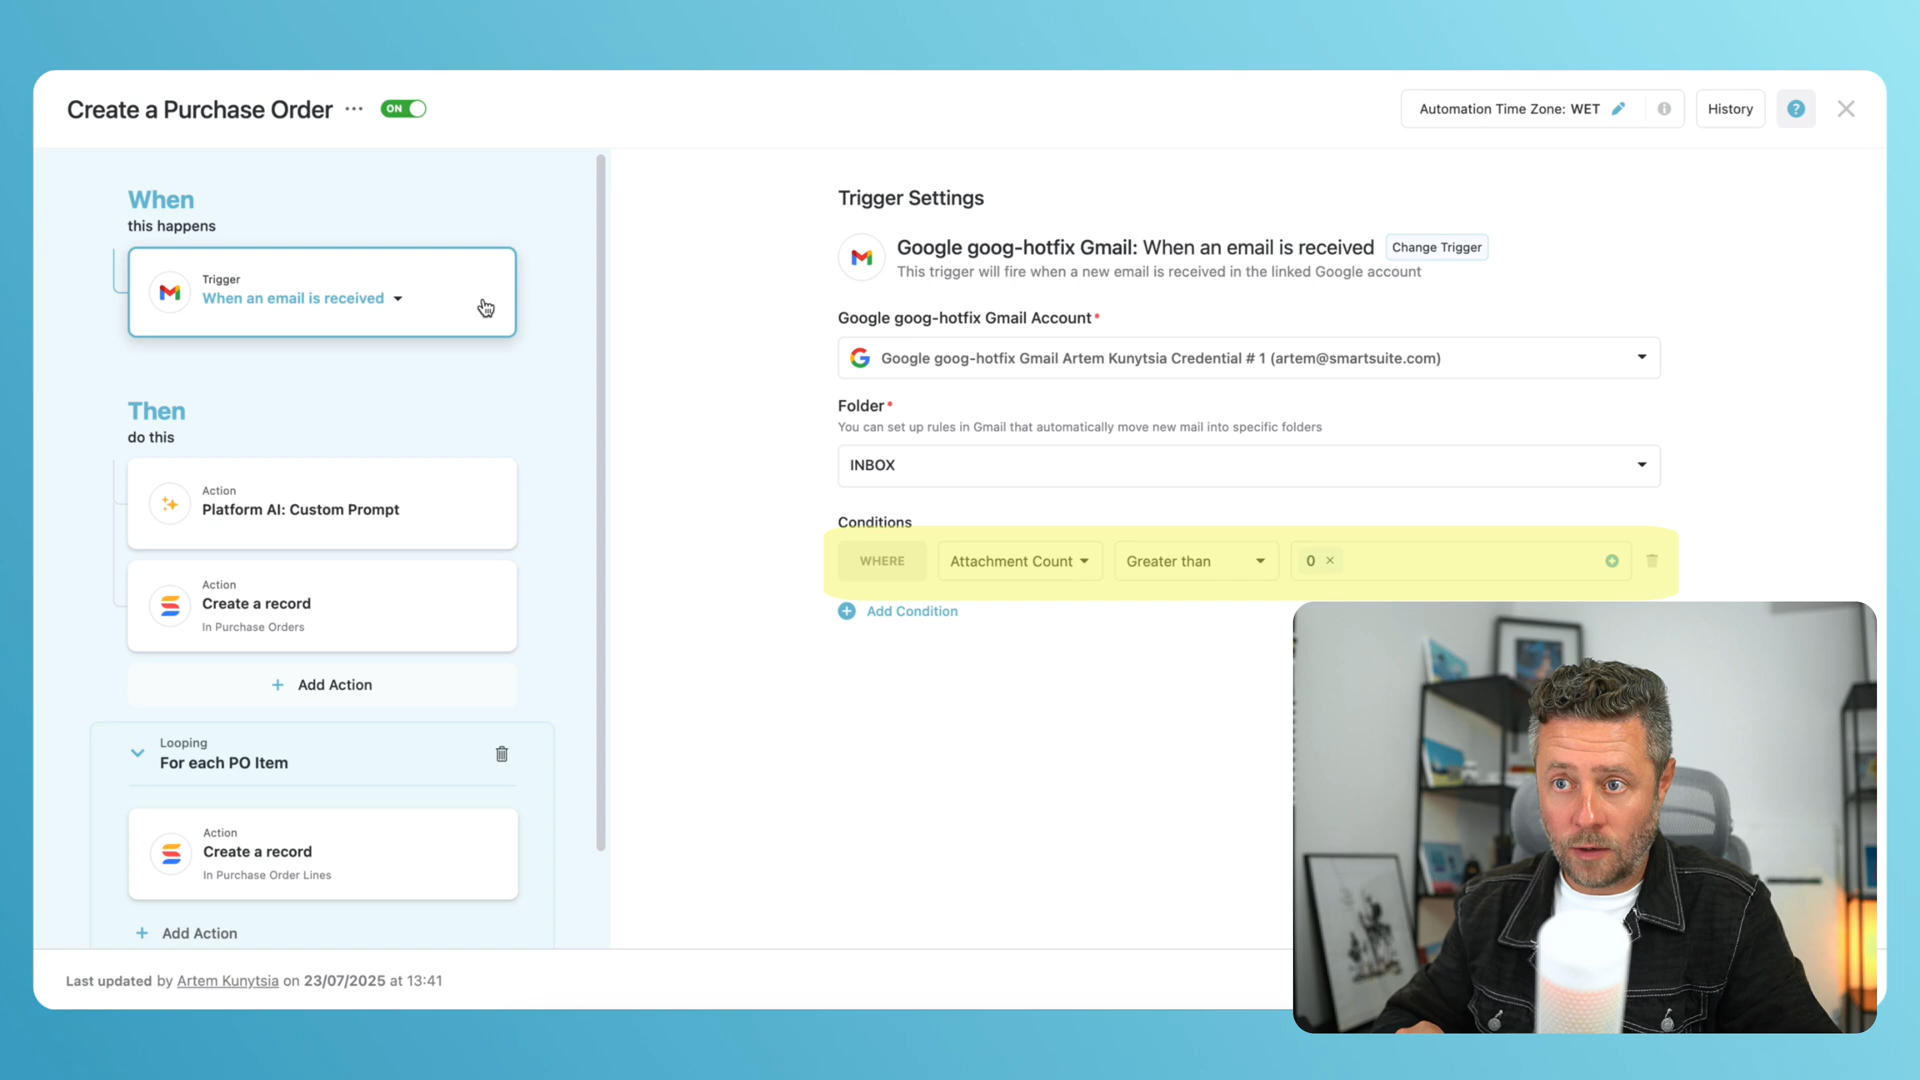 Create a Purchase Order ··· ON
Automation Time Zone: WET
History
?
When
this happens
Trigger
When an email is received
Then
do this
Action
Platform AI: Custom Prompt
Action
Create a record
In Purchase Orders
+ Add Action
Looping
For each PO Item
Action
Create a record
In Purchase Order Lines
+ Add Action
Trigger Settings
Google goog-hotfix Gmail: When an email is received
Change Trigger
This trigger will fire when a new email is received in the linked Google account
Google goog-hotfix Gmail Account*
Google goog-hotfix Gmail Artem Kunytsia Credential # 1 (artem@smartsuite.com)
Folder*
You can set up rules in Gmail that automatically move new mail into specific folders
INBOX
Conditions
WHERE Attachment Count Greater than 0 ×
Add Condition
Last updated by Artem Kunytsia on 23/07/2025 at 13:41